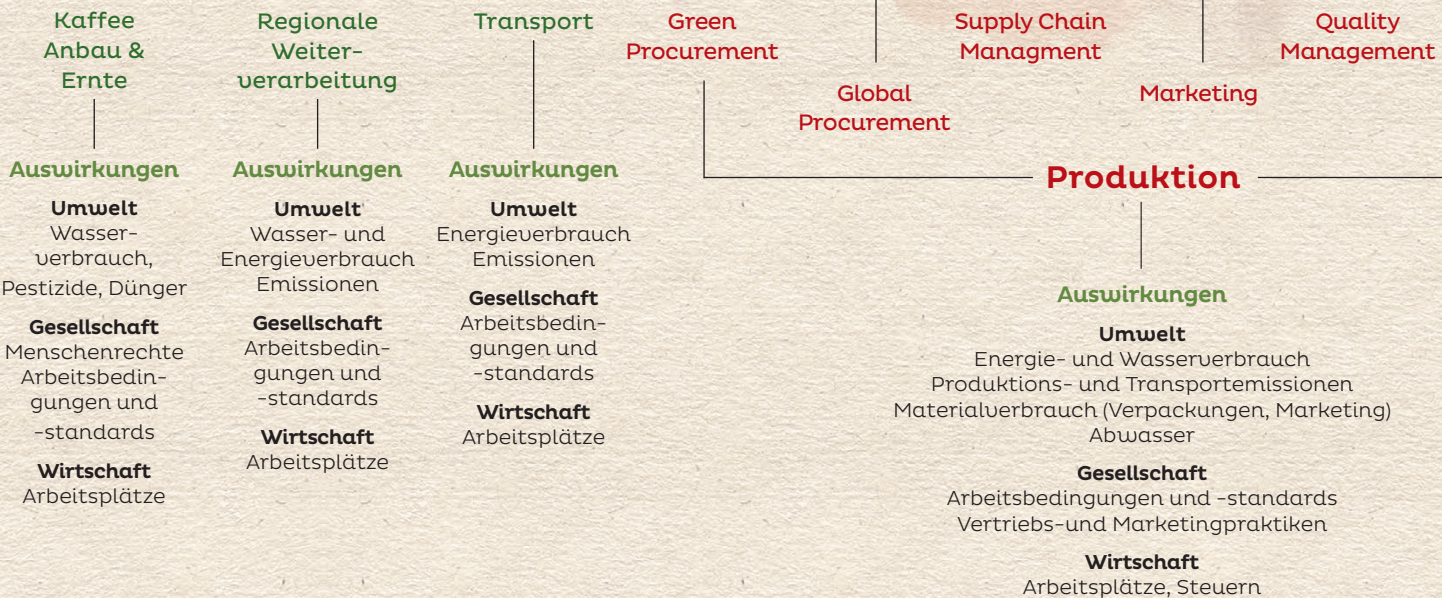 Kaffee
Anbau &
Ernte
Auswirkungen
Umwelt
Wasser-
verbrauch,
Pestizide, Dünger
Gesellschaft
Menschenrechte
Arbeitsbedin-
gungen und
-standards
Wirtschaft
Arbeitsplätze
Regionale
Weiter-
verarbeitung
Auswirkungen
Umwelt
Wasser- und
Energieverbrauch
Emissionen
Gesellschaft
Arbeitsbedin-
gungen und
-standards
Wirtschaft
Arbeitsplätze
Transport
Auswirkungen
Umwelt
Energieverbrauch
Emissionen
Gesellschaft
Arbeitsbedin-
gungen und
-standards
Wirtschaft
Arbeitsplätze
Green
Procurement
Global
Procurement
Supply Chain
Managment
Marketing
Quality
Management
Produktion
Auswirkungen
Umwelt
Energie- und Wasserverbrauch
Produktions- und Transportemissionen
Materialverbrauch (Verpackungen, Marketing)
Abwasser
Gesellschaft
Arbeitsbedingungen und -standards
Vertriebs-und Marketingpraktiken
Wirtschaft
Arbeitsplätze, Steuern